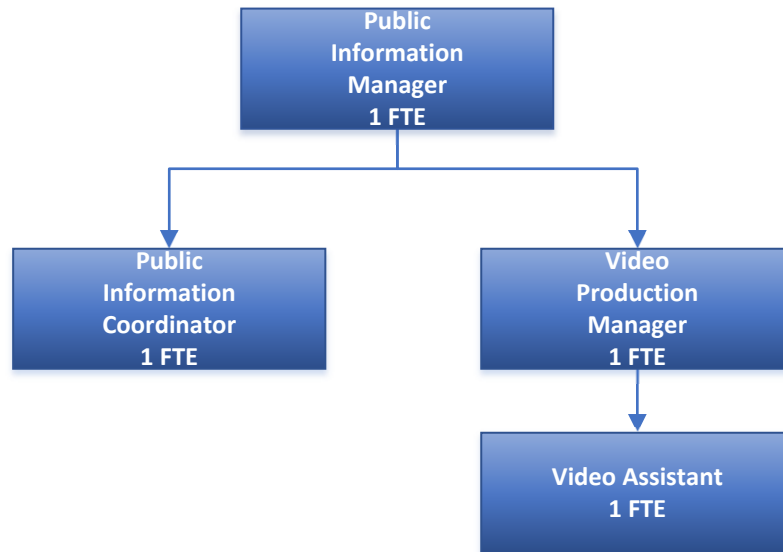 Public
Information
Manager
1 FTE
Public
Information
Coordinator
1 FTE
Video
Production
Manager
1 FTE
Video Assistant
1 FTE